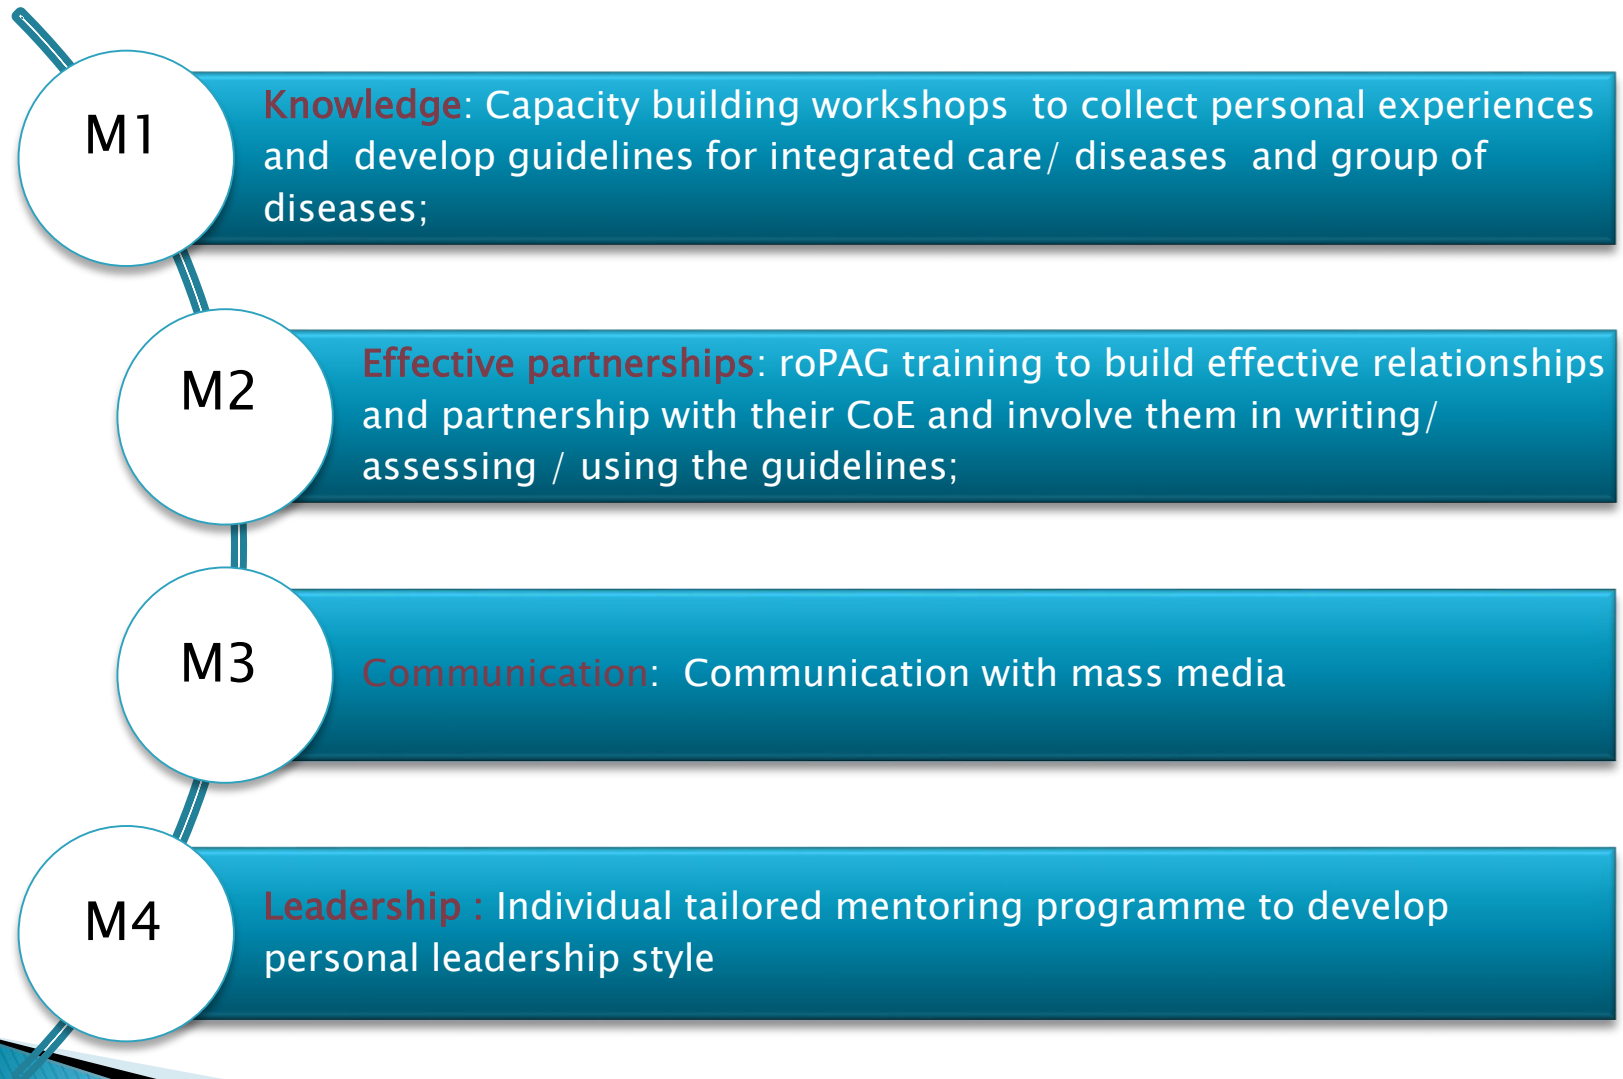 M1
Knowledge: Capacity building workshops to collect personal experiences
and develop guidelines for integrated care/ diseases and group of
diseases;
M2
Effective partnerships: roPAG training to build effective relationships
and partnership with their CoE and involve them in writing/
assessing / using the guidelines;
M3
Communication: Communication with mass media
M4
Leadership : Individual tailored mentoring programme to develop
personal leadership style